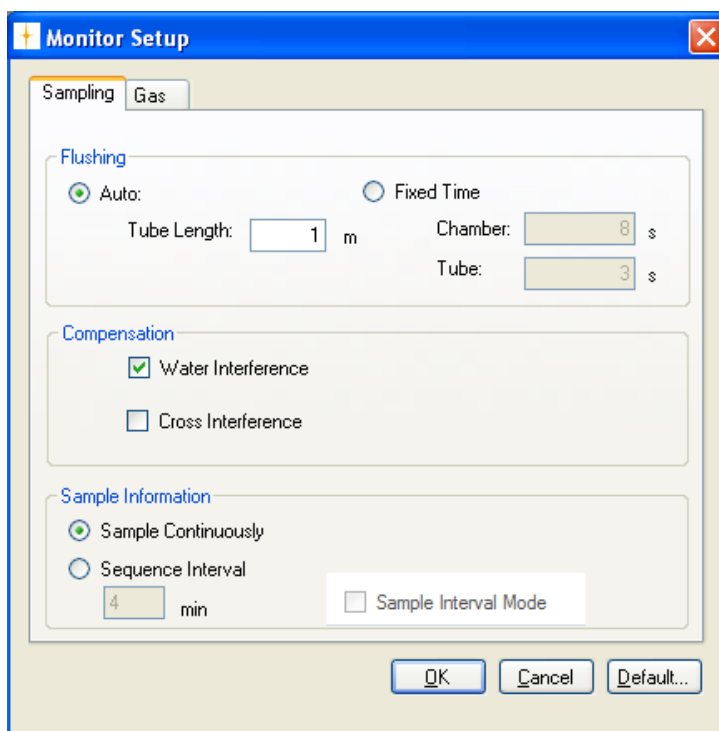 Monitor Setup
Sampling Gas
Flushing
Auto: Fixed Time
Tube Length: 1 m Chamber: 8 s
Tube: 3 s
Compensation
Water Interference
Cross Interference
Sample Information
Sample Continuously
Sequence Interval
4 min Sample Interval Mode
OK Cancel Default...